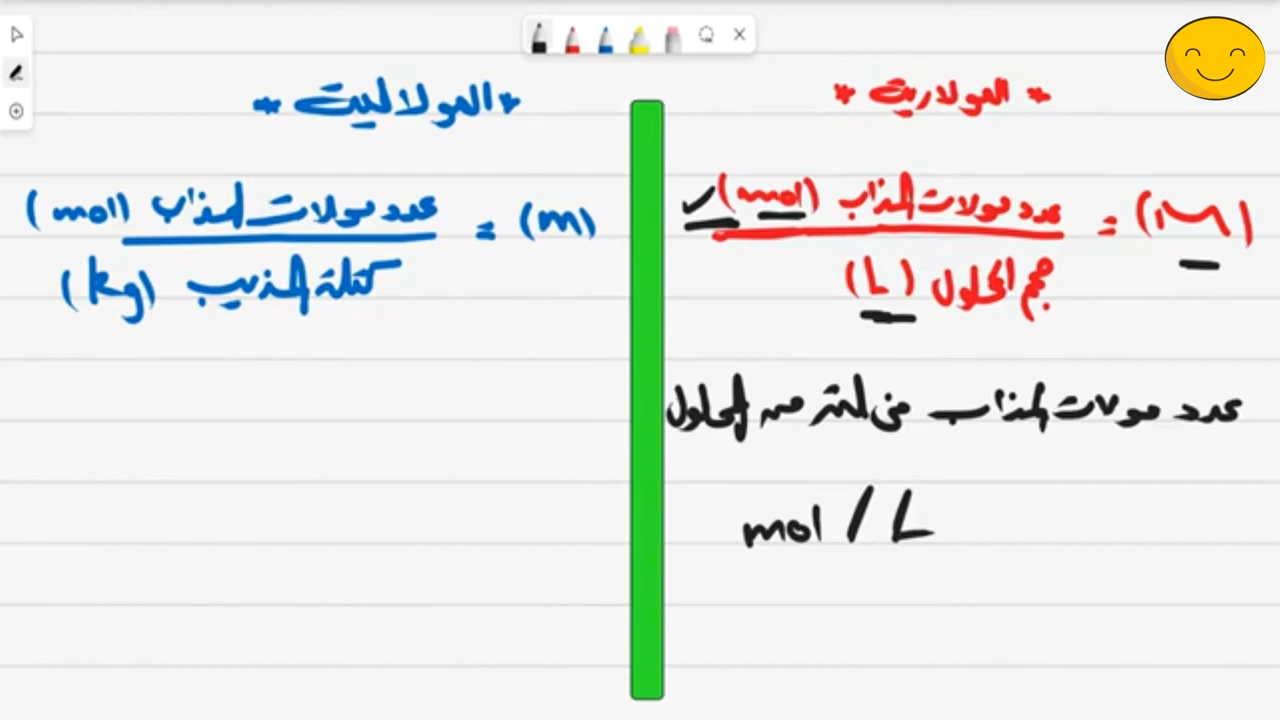 * المولارية *
(M) = عدد مولات المذاب (mol)
حجم المحلول (L)
عدد مولات المذاب في لتر من المحلول
mol / L
* المولالية *
(m) = عدد مولات المذاب (mol)
كتلة المذيب (kg)